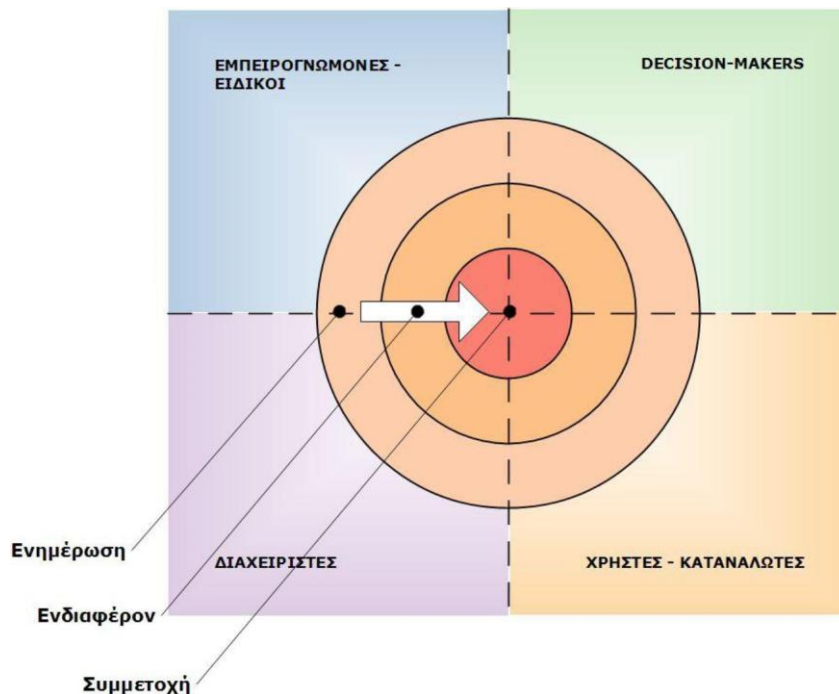 ΕΜΠΕΙΡΟΓΝΩΜΟΝΕΣ -
ΕΙΔΙΚΟΙ
DECISION-MAKERS
Ενημέρωση
ΔΙΑΧΕΙΡΙΣΤΕΣ
ΧΡΗΣΤΕΣ - ΚΑΤΑΝΑΛΩΤΕΣ
Ενδιαφέρον
Συμμετοχή